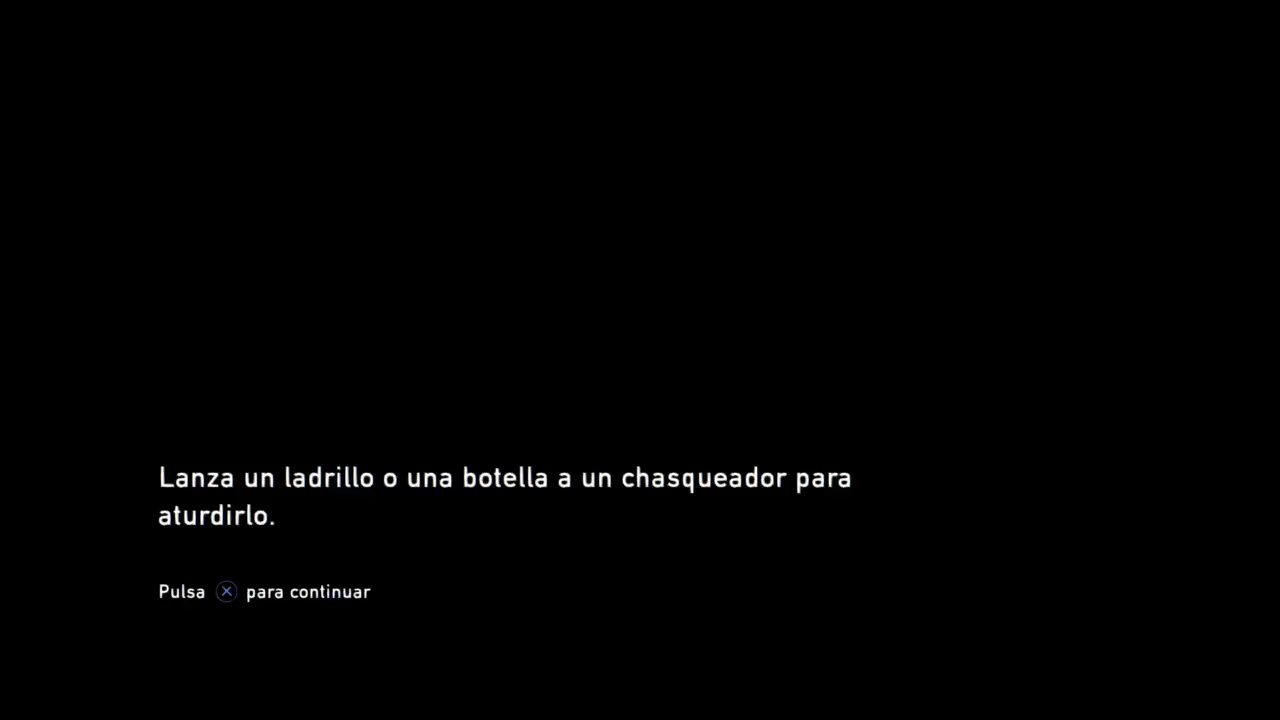 Lanza un ladrillo o una botella a un chasqueador para
aturdirlo.
Pulsa ⓧ para continuar